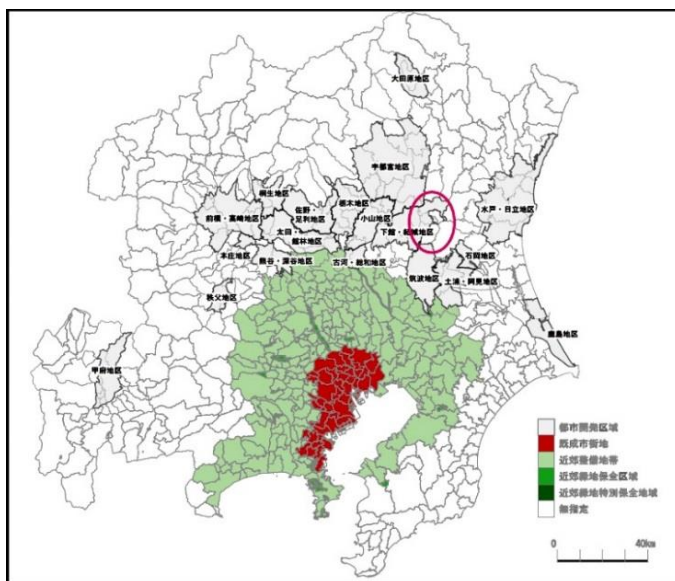 大田原地区
宇都宮地区
桐生地区
栃木地区
佐野・
足利地区
前橋・高崎地区
小山地区
水戸・日立地区
太田・
館林地区
下館・結城地区
本庄地区
熊谷・深谷地区
古河・総和地区
石岡地区
筑波地区
土浦・阿見地区
秩父地区
鹿島地区
甲府地区
都市開発区域
既成市街地
近郊整備地帯
近郊緑地保全区域
近郊緑地特別保全地域
無指定
0
40km